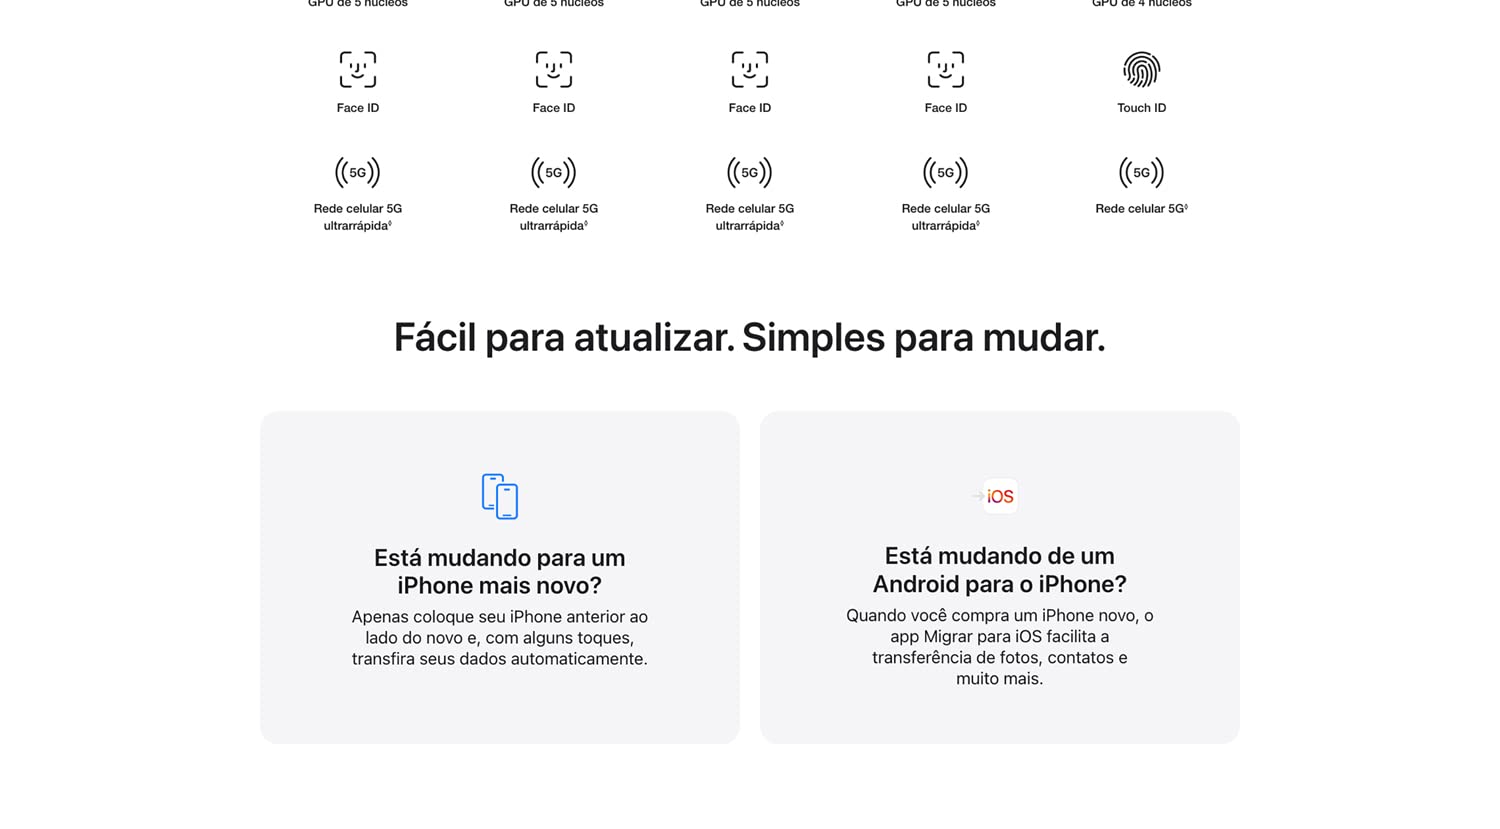 GPU de 5 núcleos GPU de 5 núcleos GPU de 5 núcleos GPU de 5 núcleos GPU de 4 núcleos
Face ID Face ID Face ID Face ID Touch ID
5G 5G 5G 5G 5G
Rede celular 5G Rede celular 5G Rede celular 5G Rede celular 5G Rede celular 5G◊
ultrarrápida◊ ultrarrápida◊ ultrarrápida◊ ultrarrápida◊
Fácil para atualizar. Simples para mudar.
Está mudando para um
iPhone mais novo?
Apenas coloque seu iPhone anterior ao
lado do novo e, com alguns toques,
transfira seus dados automaticamente.
iOS
Está mudando de um
Android para o iPhone?
Quando você compra um iPhone novo, o
app Migrar para iOS facilita a
transferência de fotos, contatos e
muito mais.